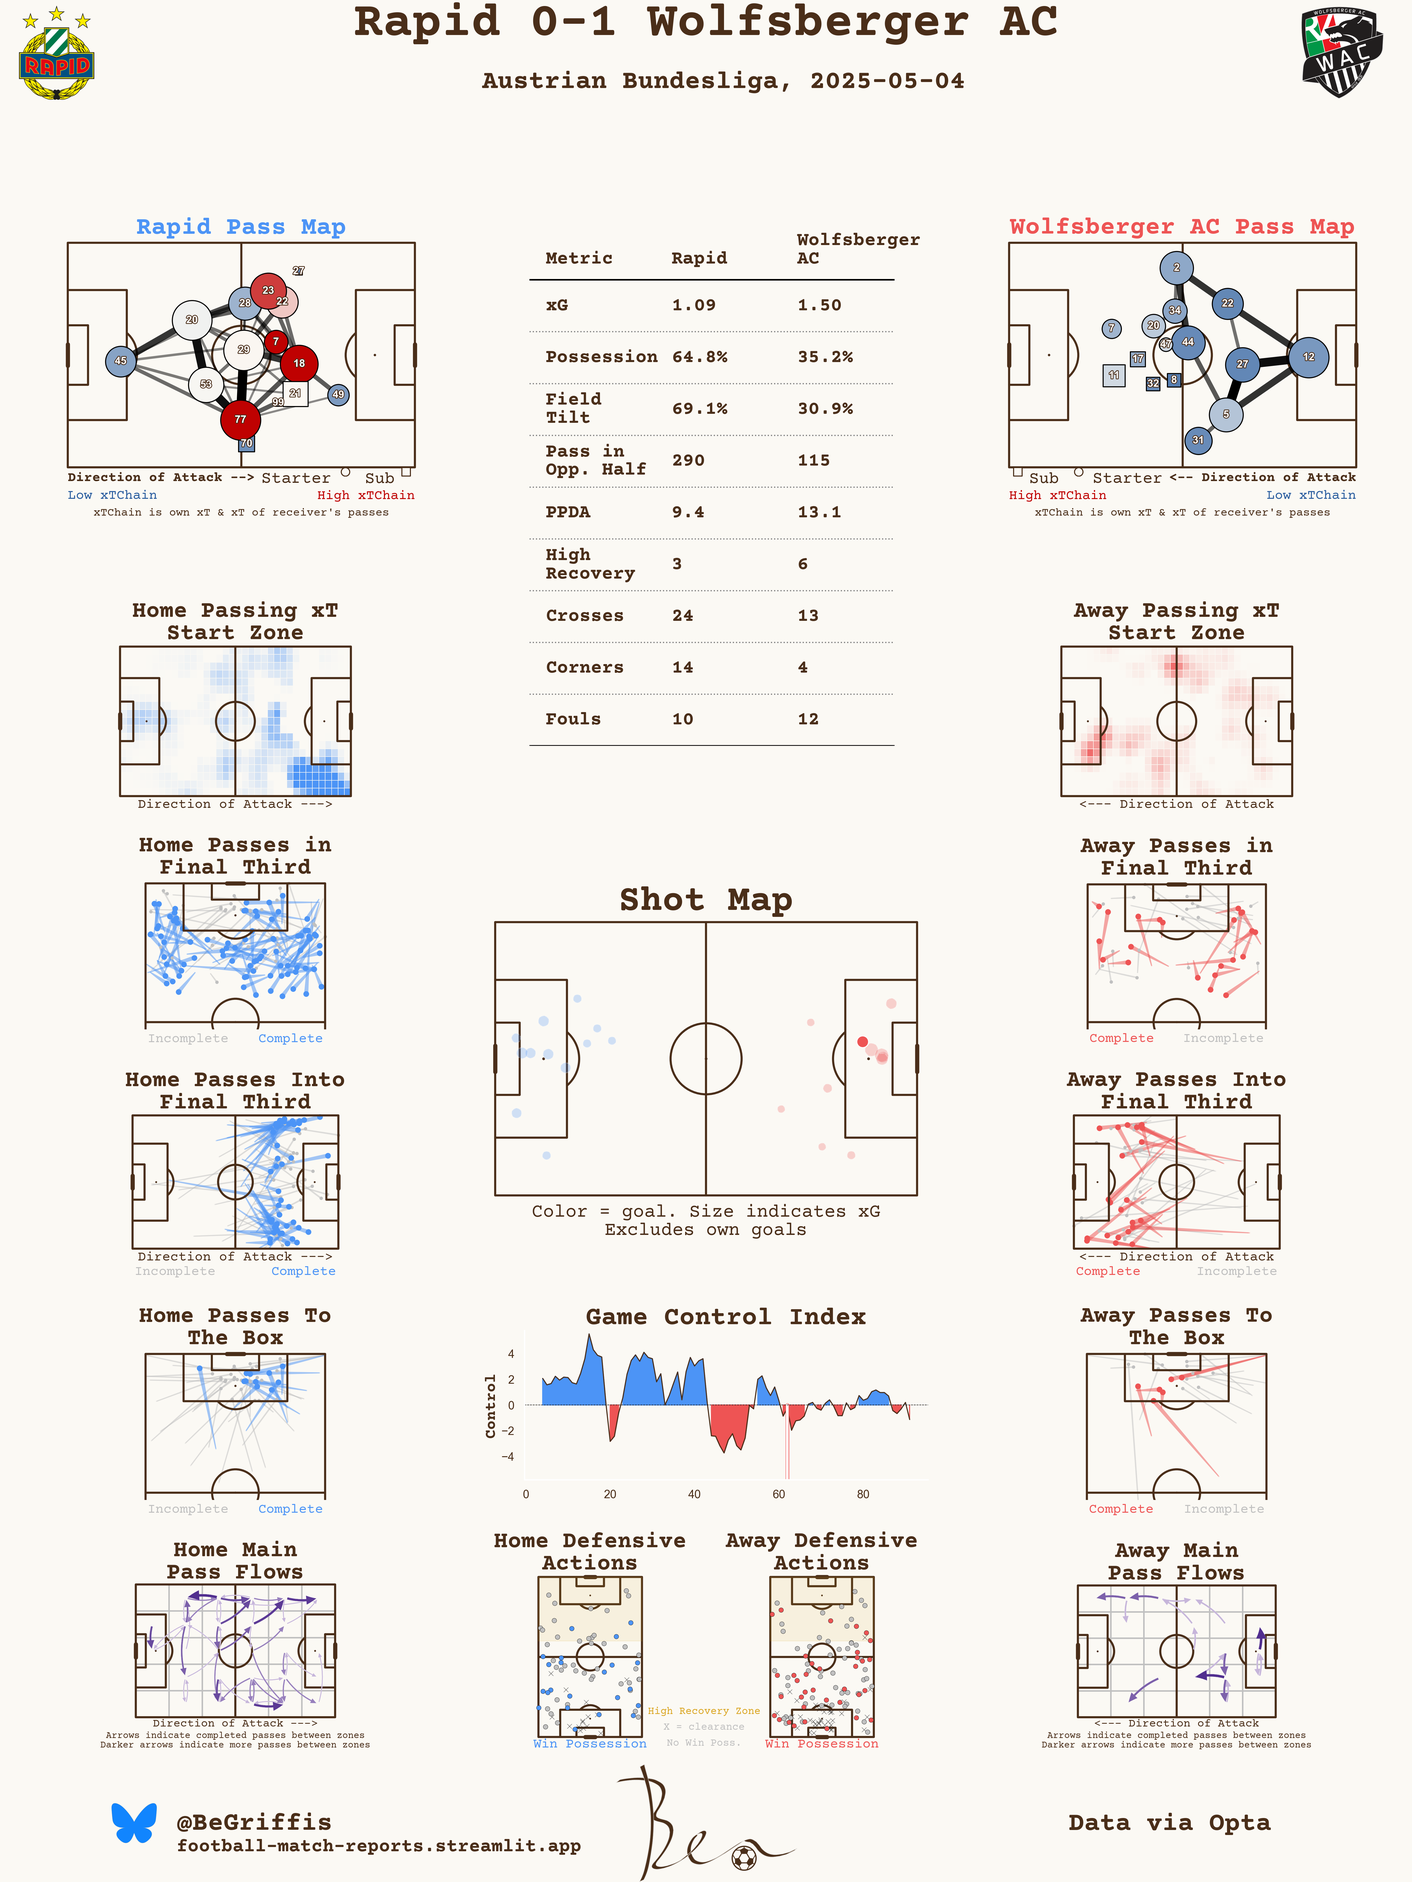 Rapid 0-1 Wolfsberger AC
Austrian Bundesliga, 2025-05-04
RAPID
WOLFSBERGER AC
WAC
Rapid Pass Map
27
23
22
28
20
7
29
45
18
53
21
49
99
77
70
Direction of Attack --> Starter Sub
Low xTChain High xTChain
xTChain is own xT & xT of receiver's passes
Metric Rapid Wolfsberger AC
xG 1.09 1.50
Possession 64.8% 35.2%
Field Tilt 69.1% 30.9%
Pass in Opp. Half 290 115
PPDA 9.4 13.1
High Recovery 3 6
Crosses 24 13
Corners 14 4
Fouls 10 12
Wolfsberger AC Pass Map
2
22
34
7
20
47
44
17
27
12
11
32
8
5
31
Sub Starter <-- Direction of Attack
High xTChain Low xTChain
xTChain is own xT & xT of receiver's passes
Home Passing xT
Start Zone
Direction of Attack --->
Away Passing xT
Start Zone
<--- Direction of Attack
Home Passes in
Final Third
Incomplete Complete
Away Passes in
Final Third
Complete Incomplete
Shot Map
Color = goal. Size indicates xG
Excludes own goals
Home Passes Into
Final Third
Direction of Attack --->
Incomplete Complete
Away Passes Into
Final Third
<--- Direction of Attack
Complete Incomplete
Home Passes To
The Box
Incomplete Complete
Game Control Index
Control
4
2
0
−2
−4
0 20 40 60 80
Away Passes To
The Box
Complete Incomplete
Home Main
Pass Flows
Direction of Attack --->
Arrows indicate completed passes between zones
Darker arrows indicate more passes between zones
Home Defensive
Actions
Win Possession
High Recovery Zone
X = clearance
No Win Poss.
Away Defensive
Actions
Win Possession
Away Main
Pass Flows
<--- Direction of Attack
Arrows indicate completed passes between zones
Darker arrows indicate more passes between zones
@BeGriffis
football-match-reports.streamlit.app
Ben
Data via Opta